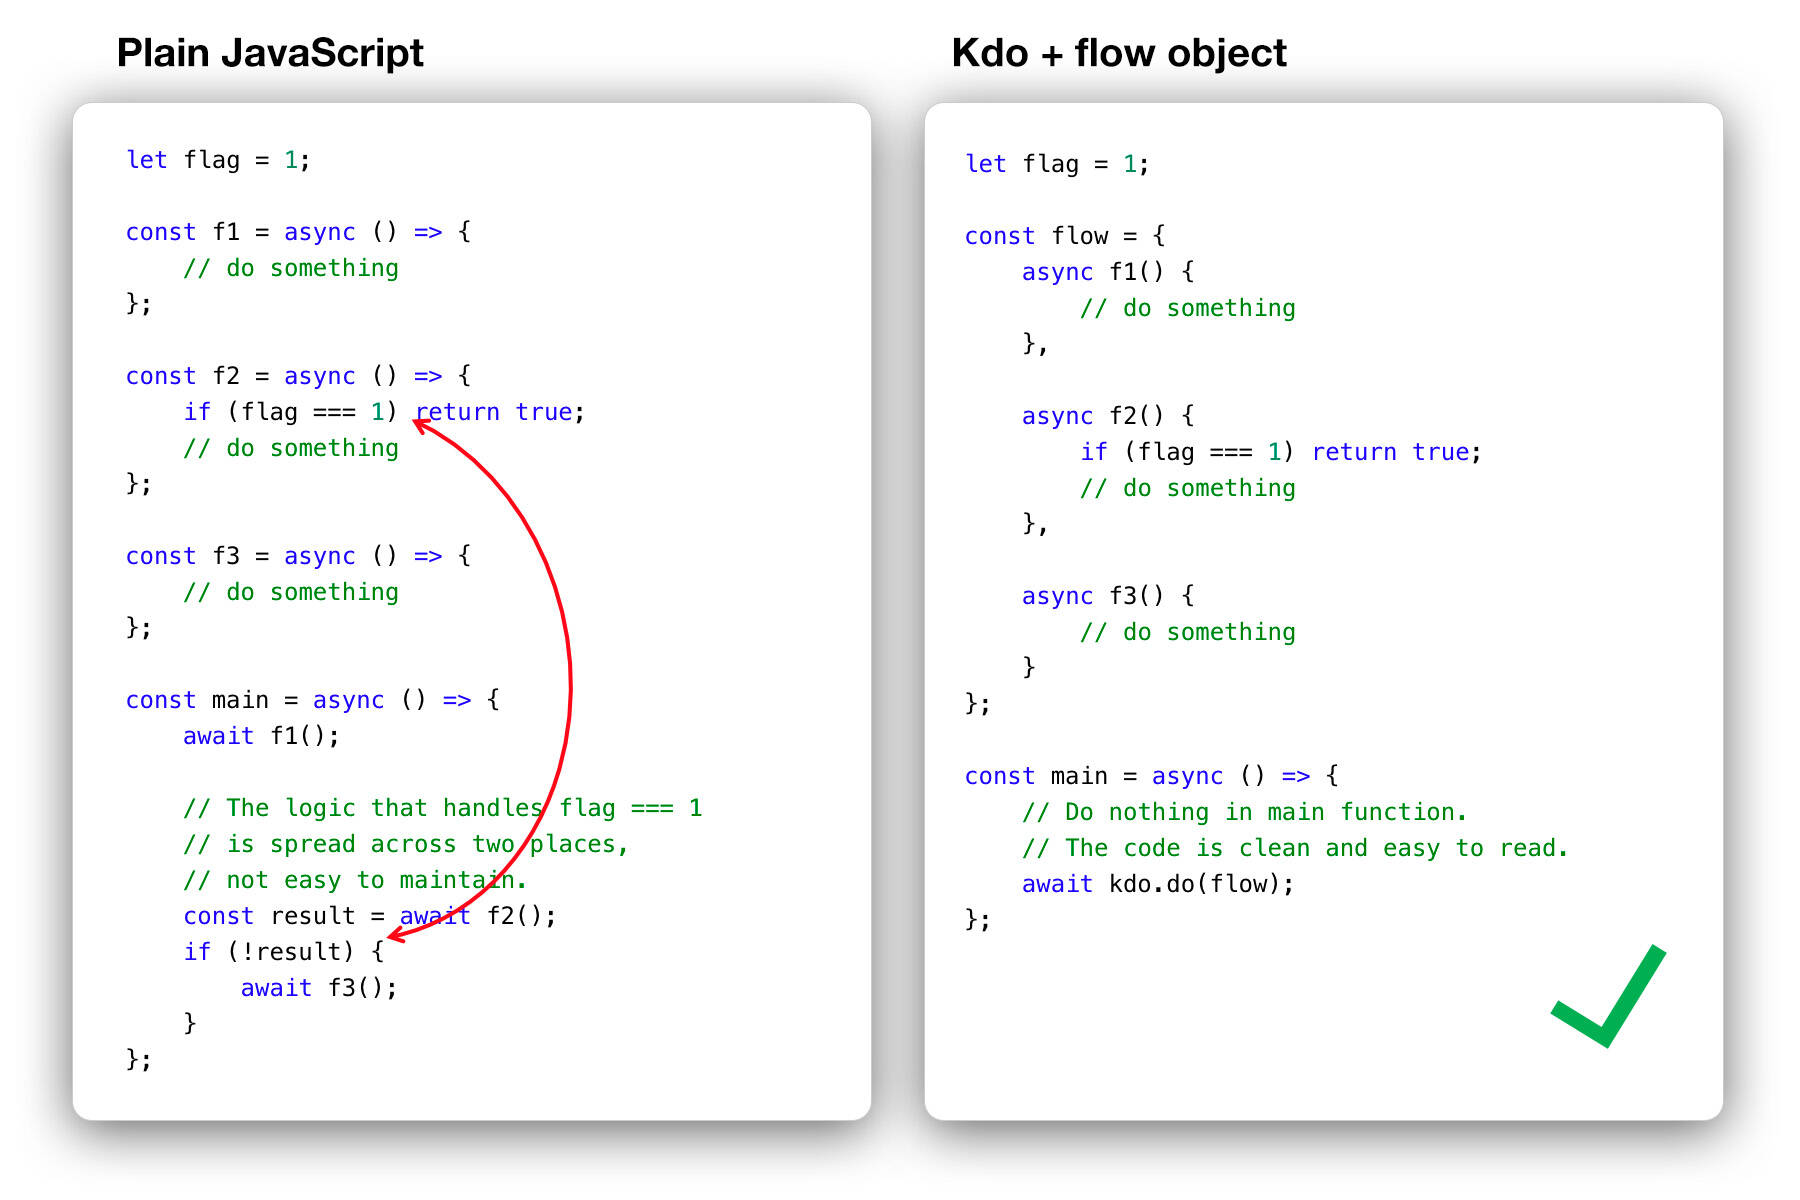 Plain JavaScript
let flag = 1;
const f1 = async () => {
    // do something
};
const f2 = async () => {
    if (flag === 1) return true;
    // do something
};
const f3 = async () => {
    // do something
};
const main = async () => {
    await f1();
    // The logic that handles flag === 1
    // is spread across two places,
    // not easy to maintain.
    const result = await f2();
    if (!result) {
        await f3();
    }
};
Kdo + flow object
let flag = 1;
const flow = {
    async f1() {
        // do something
    },
    async f2() {
        if (flag === 1) return true;
        // do something
    },
    async f3() {
        // do something
    }
};
const main = async () => {
    // Do nothing in main function.
    // The code is clean and easy to read.
    await kdo.do(flow);
};